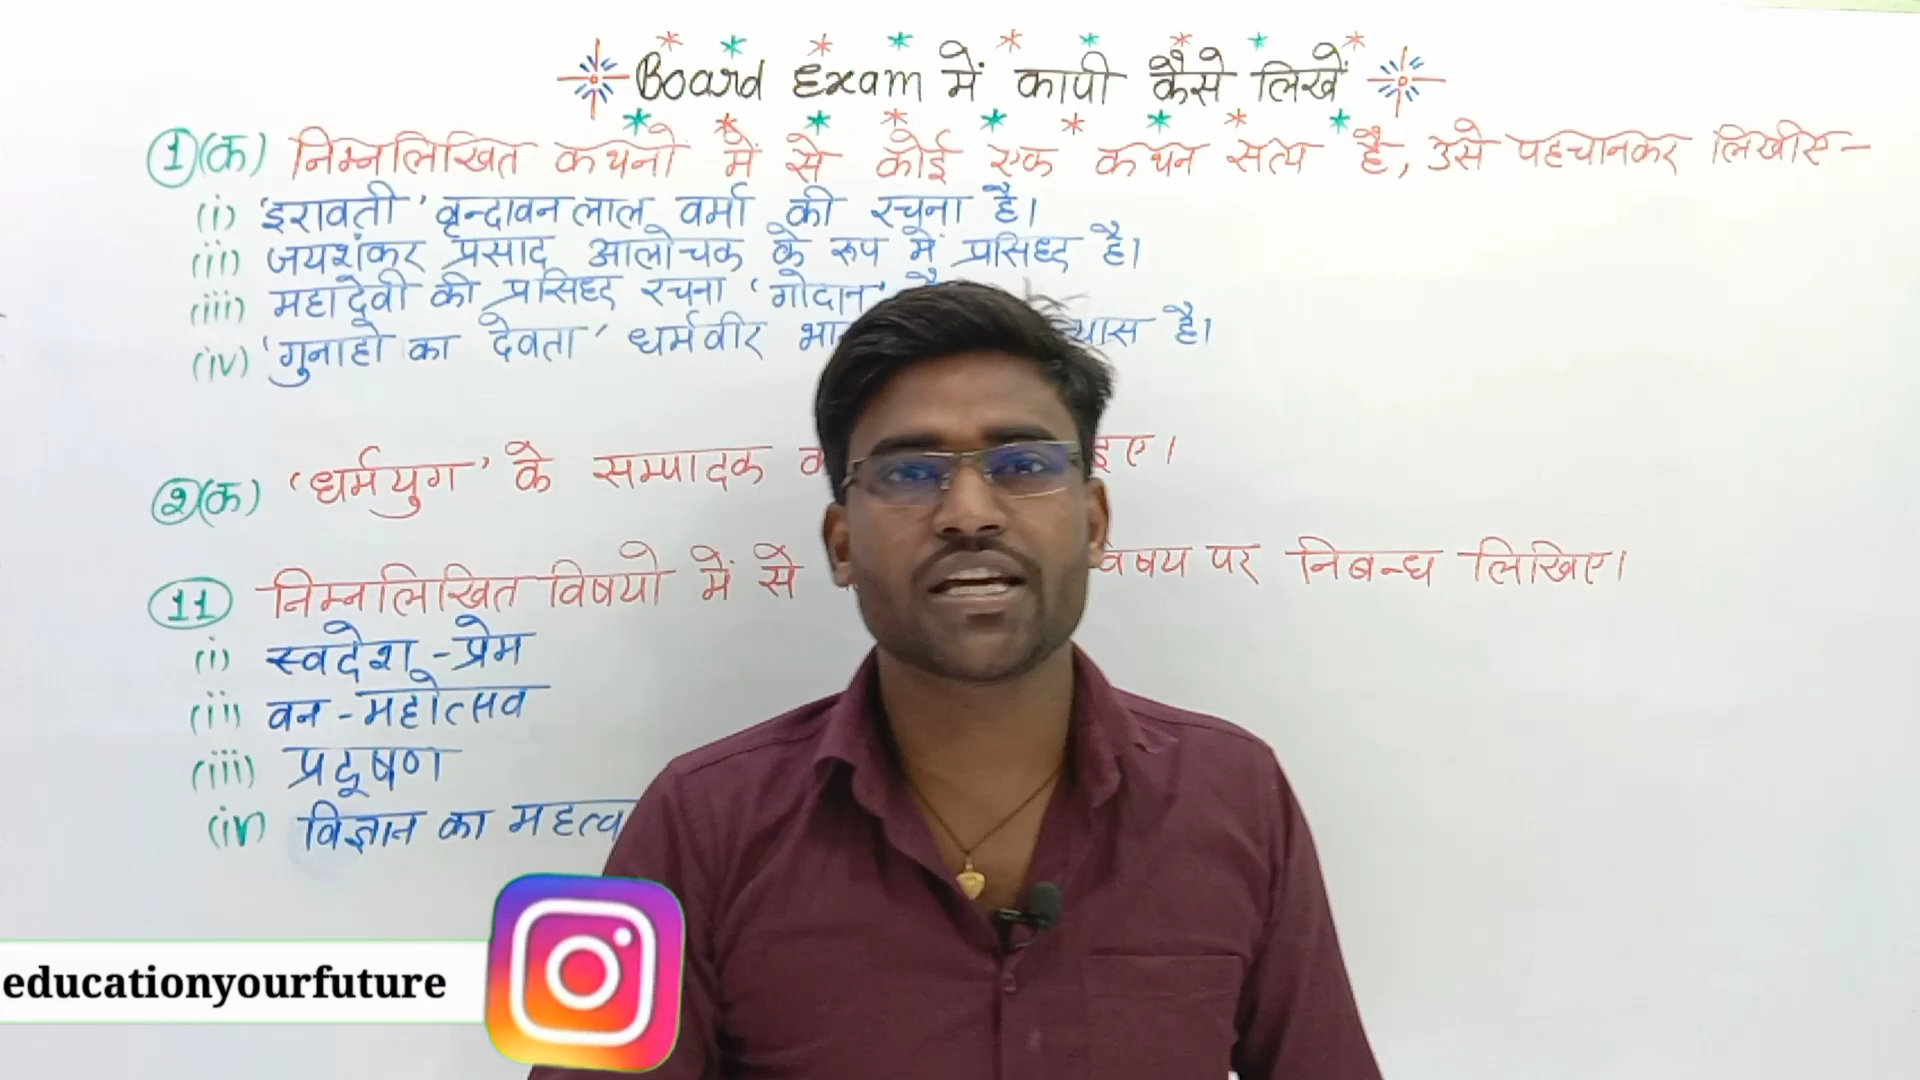 Board Exam में कापी कैसे लिखें
1 (क) निम्नलिखित कथनों में से कोई एक कथन सत्य है, उसे पहचानकर लिखीए -
(i) 'इरावती' वृन्दावन लाल वर्मा की रचना है।
(ii) जयशंकर प्रसाद आलोचक के रूप में प्रसिध्द है।
(iii) महादेवी की प्रसिध्द रचना 'गोदान' है
(iv) 'गुनाहो का देवता' धर्मवीर है।
2 (क) 'धर्मयुग' के सम्पादक
11 निम्नलिखित विषयो में से विषय पर निबन्ध लिखिए।
(i) स्वदेश - प्रेम
(ii) वन - महोत्सव
(iii) प्रदूषण
(iv) विज्ञान का महत्व
educationyourfuture